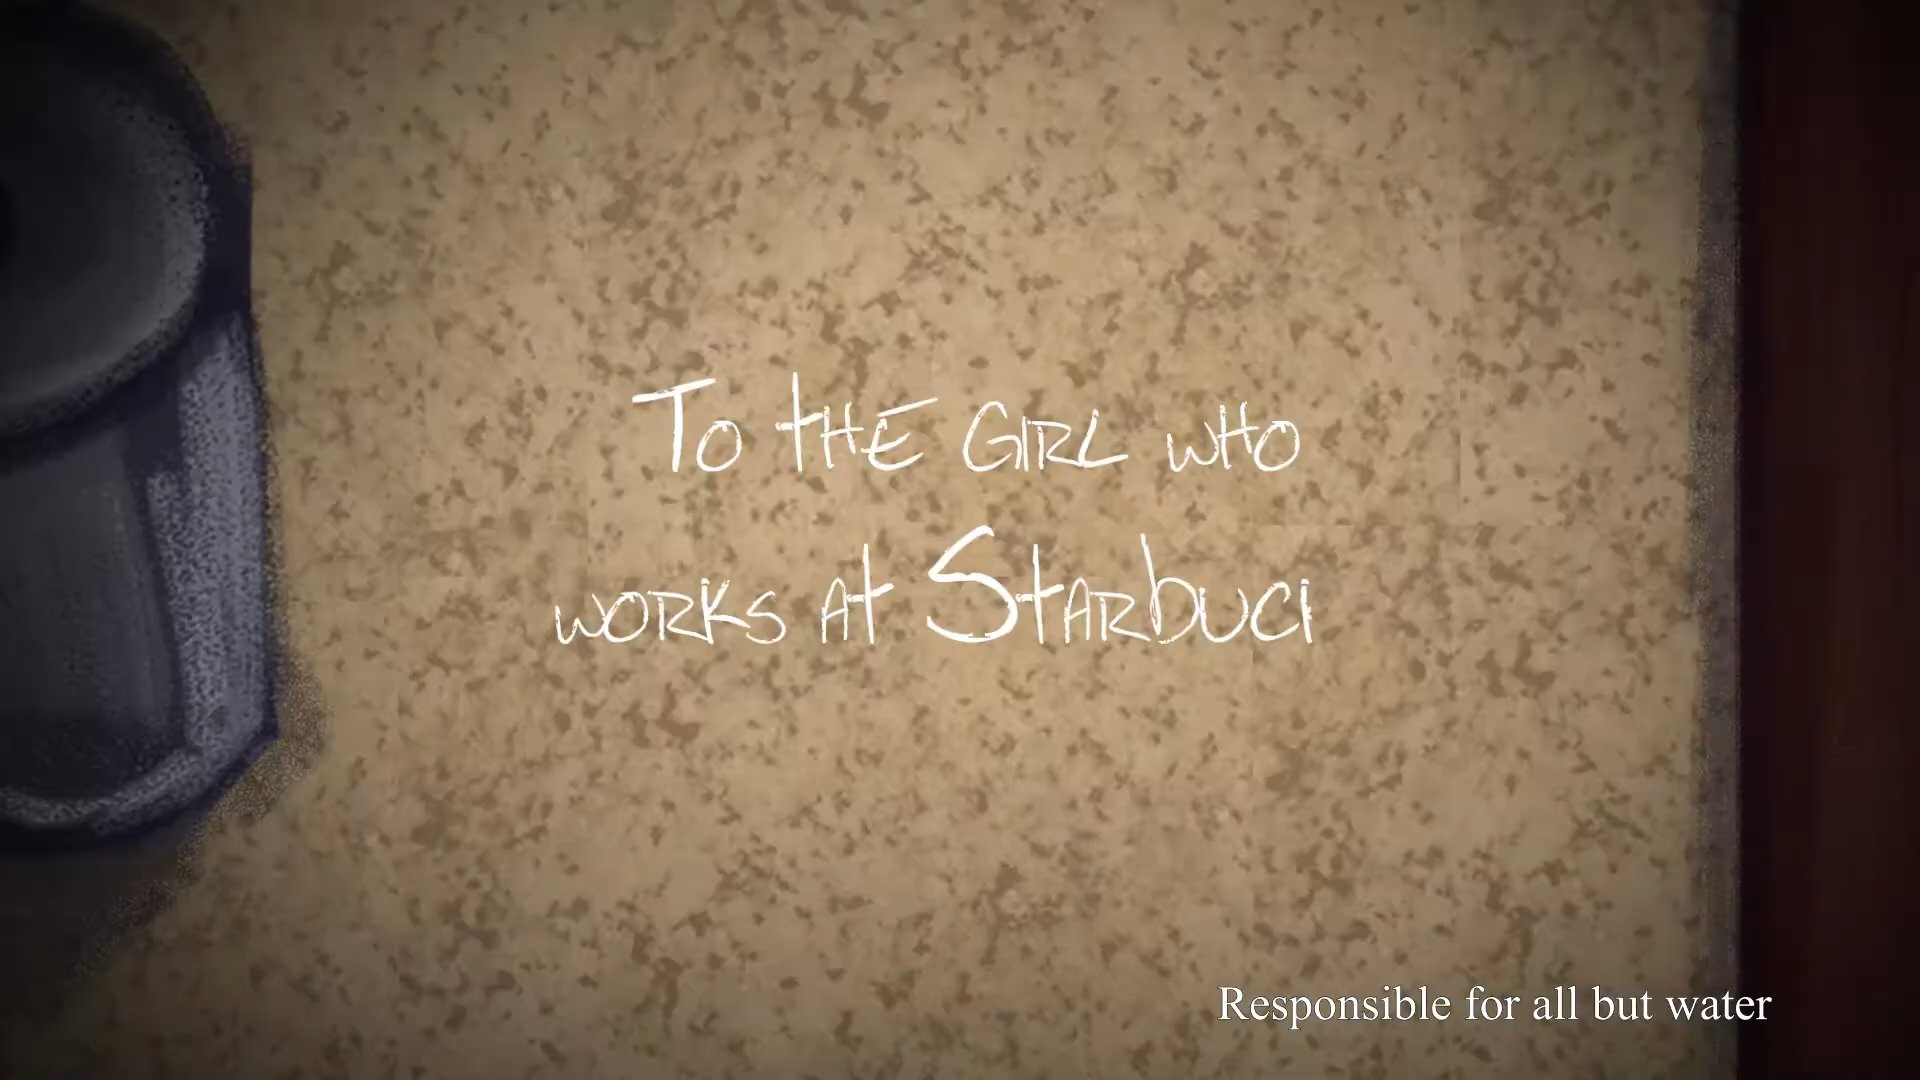 To the girl who
works at Starbuci
Responsible for all but water